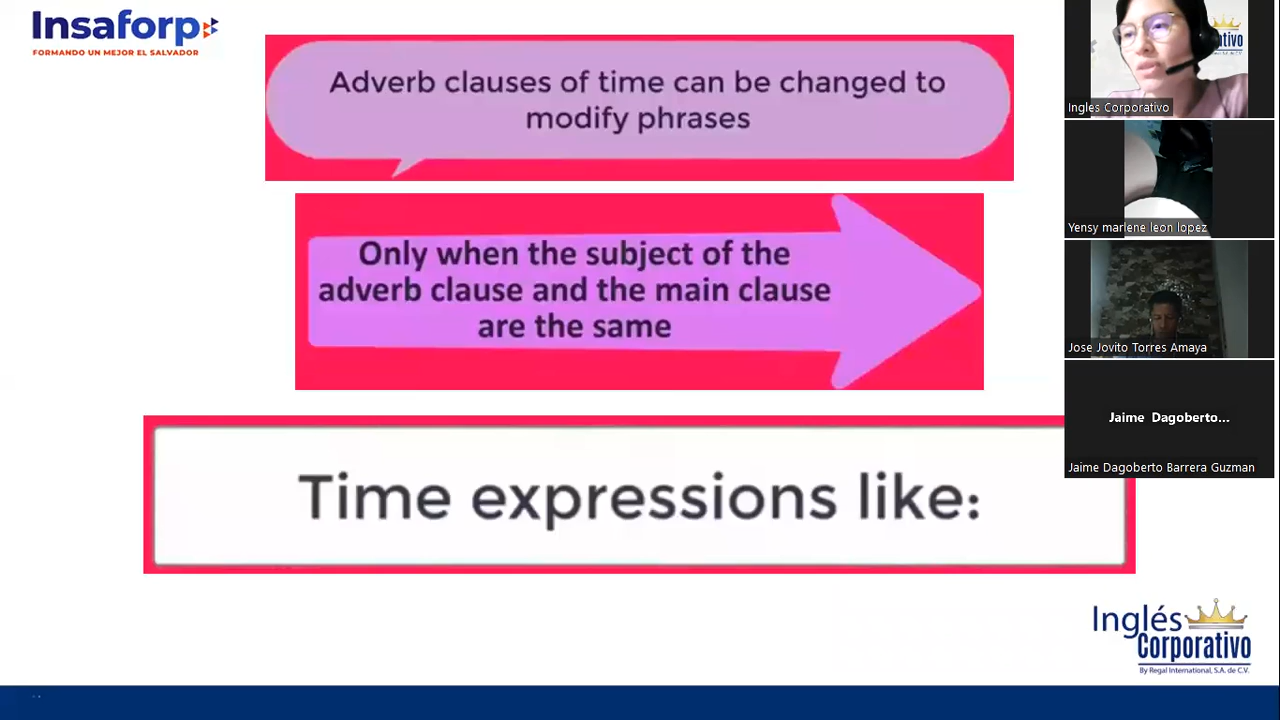 Insaforp
FORMANDO UN MEJOR EL SALVADOR
Adverb clauses of time can be changed to
modify phrases
Only when the subject of the
adverb clause and the main clause
are the same
Time expressions like:
Inglés
Corporativo
By Regal International, S.A. de C.V.
ivo
Ingles Corporativo
Yensy marlene leon lopez
Jose Jovito Torres Amaya
Jaime Dagoberto...
Jaime Dagoberto Barrera Guzman